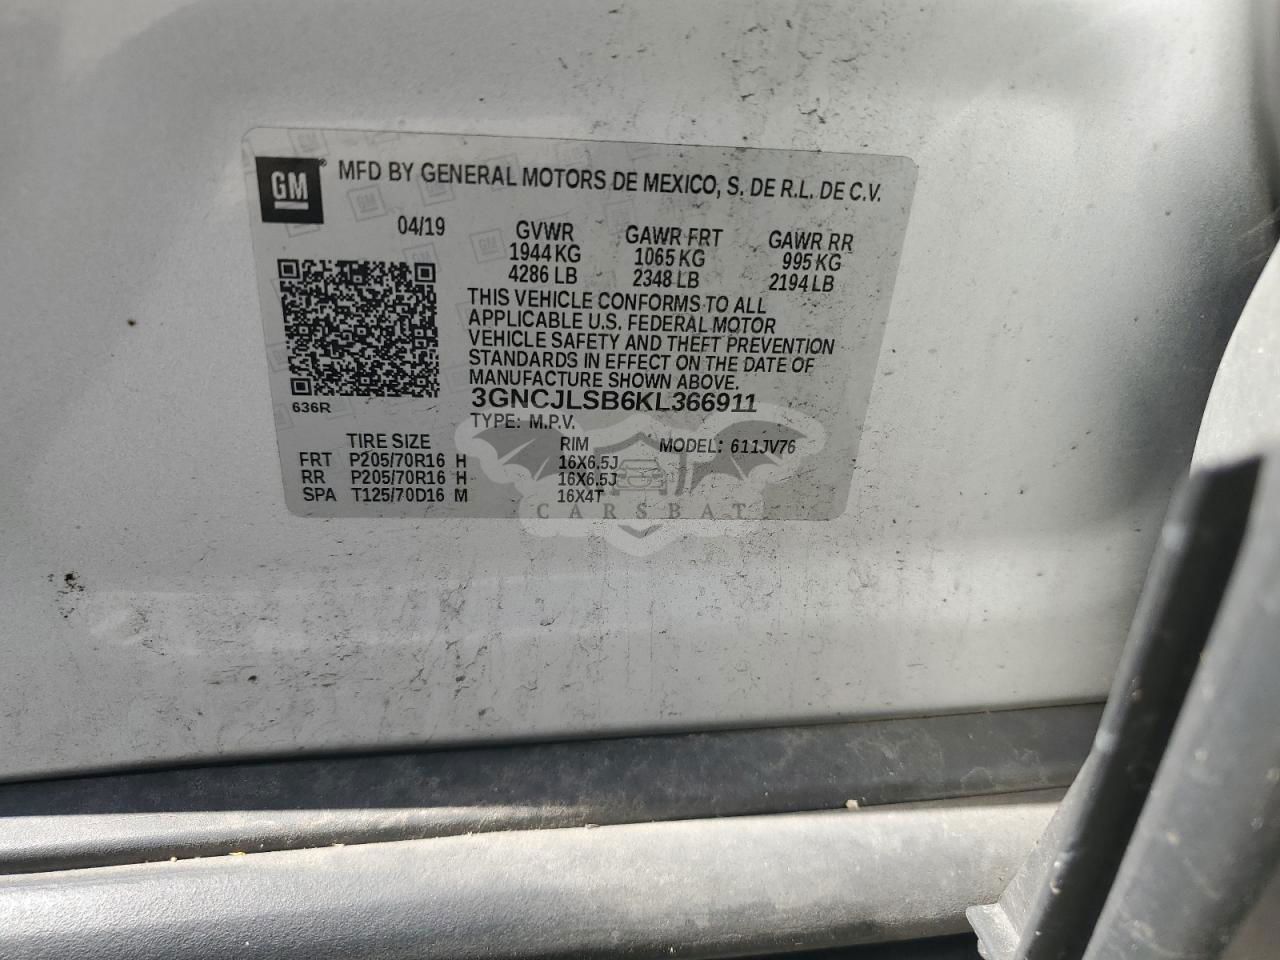 GM® MFD BY GENERAL MOTORS DE MEXICO, S. DE R.L. DE C.V.
04/19 GVWR GAWR FRT GAWR RR
1944 KG 1065 KG 995 KG
4286 LB 2348 LB 2194 LB
THIS VEHICLE CONFORMS TO ALL
APPLICABLE U.S. FEDERAL MOTOR
VEHICLE SAFETY AND THEFT PREVENTION
STANDARDS IN EFFECT ON THE DATE OF
MANUFACTURE SHOWN ABOVE.
636R
3GNCJLSB6KL366911
TYPE: M.P.V.
TIRE SIZE RIM MODEL: 611JV76
FRT P205/70R16 H 16X6.5J
RR P205/70R16 H 16X6.5J
SPA T125/70D16 M 16X4T
CARSBAT